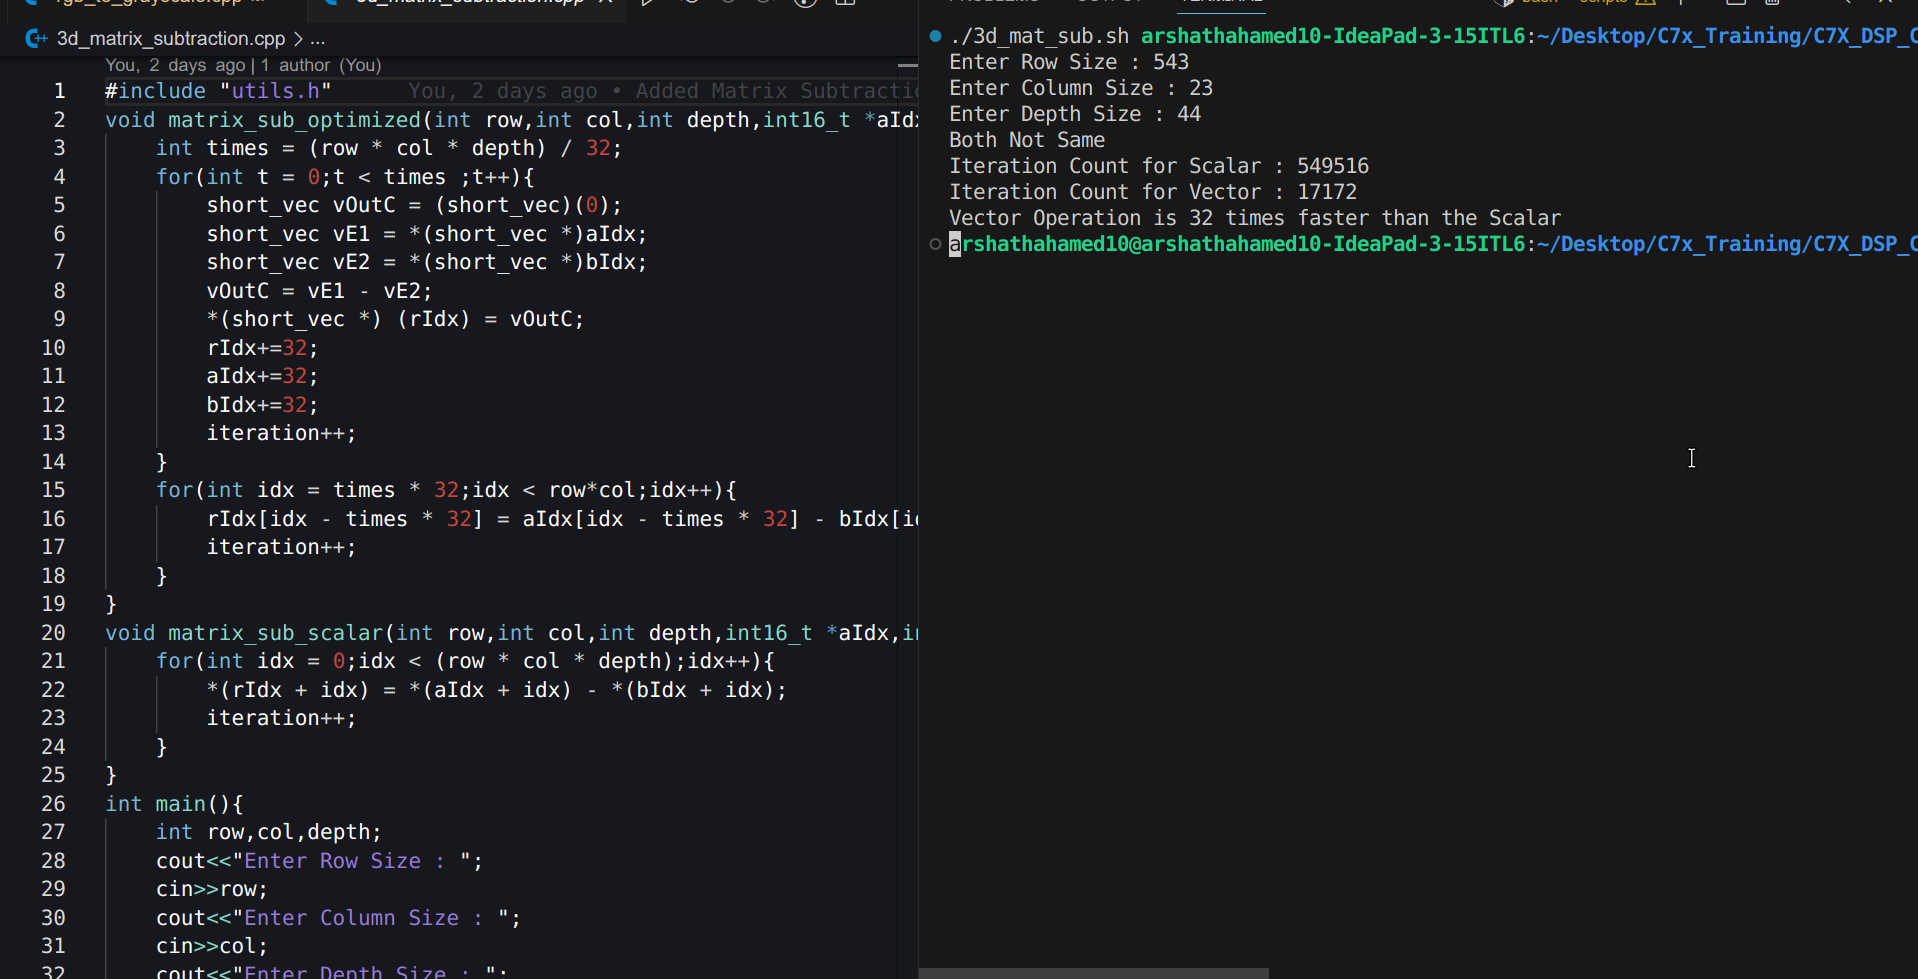 3d_matrix_subtraction.cpp > ...
You, 2 days ago | 1 author (You)
1 #include "utils.h" You, 2 days ago • Added Matrix Subtracti
2 void matrix_sub_optimized(int row,int col,int depth,int16_t *aIdx
3 int times = (row * col * depth) / 32;
4 for(int t = 0;t < times ;t++){
5 short_vec vOutC = (short_vec)(0);
6 short_vec vE1 = *(short_vec *)aIdx;
7 short_vec vE2 = *(short_vec *)bIdx;
8 vOutC = vE1 - vE2;
9 *(short_vec *) (rIdx) = vOutC;
10 rIdx+=32;
11 aIdx+=32;
12 bIdx+=32;
13 iteration++;
14 }
15 for(int idx = times * 32;idx < row*col;idx++){
16 rIdx[idx - times * 32] = aIdx[idx - times * 32] - bIdx[i
17 iteration++;
18 }
19 }
20 void matrix_sub_scalar(int row,int col,int depth,int16_t *aIdx,i
21 for(int idx = 0;idx < (row * col * depth);idx++){
22 *(rIdx + idx) = *(aIdx + idx) - *(bIdx + idx);
23 iteration++;
24 }
25 }
26 int main(){
27 int row,col,depth;
28 cout<<"Enter Row Size : ";
29 cin>>row;
30 cout<<"Enter Column Size : ";
31 cin>>col;
32 cout<<"Enter Depth Size : ";
./3d_mat_sub.sh arshathahamed10-IdeaPad-3-15ITL6:~/Desktop/C7x_Training/C7X_DSP_C
Enter Row Size : 543
Enter Column Size : 23
Enter Depth Size : 44
Both Not Same
Iteration Count for Scalar : 549516
Iteration Count for Vector : 17172
Vector Operation is 32 times faster than the Scalar
arshathahamed10@arshathahamed10-IdeaPad-3-15ITL6:~/Desktop/C7x_Training/C7X_DSP_C